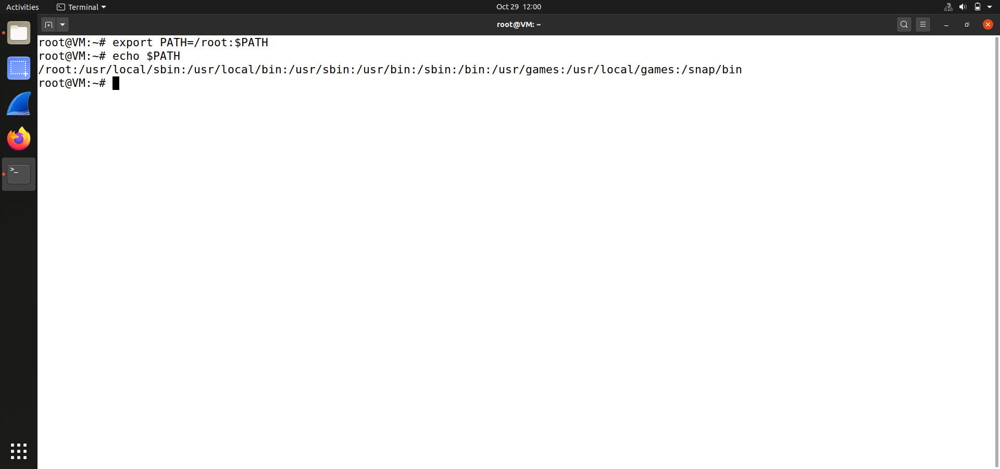 Activities
Terminal
Oct 29 12:00
root@VM: ~
root@VM:~# export PATH=/root:$PATH
root@VM:~# echo $PATH
/root:/usr/local/sbin:/usr/local/bin:/usr/sbin:/usr/bin:/sbin:/bin:/usr/games:/usr/local/games:/snap/bin
root@VM:~#